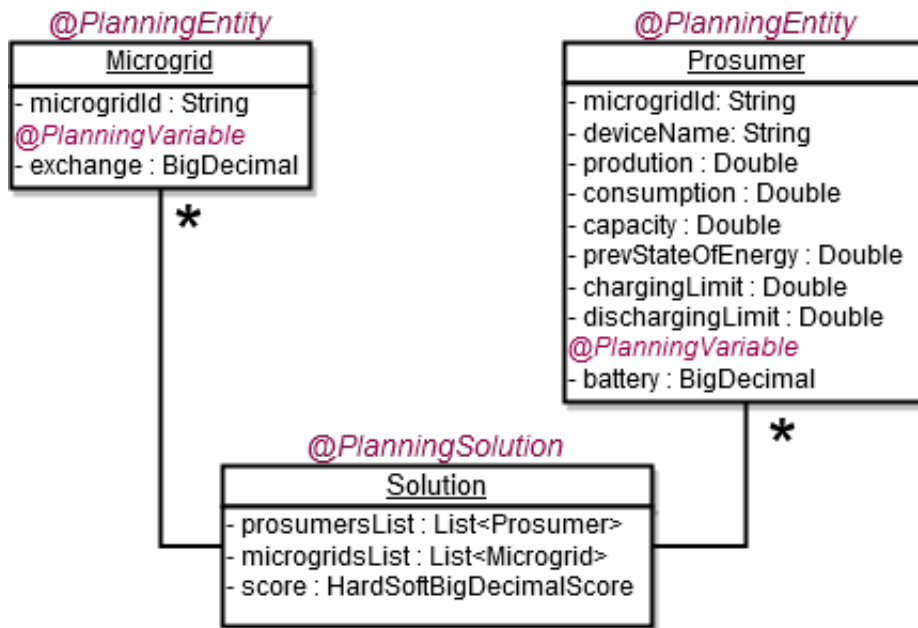 @PlanningEntity
Microgrid
- microgridId : String
@PlanningVariable
- exchange : BigDecimal
*
@PlanningEntity
Prosumer
- microgridId: String
- deviceName: String
- prodution : Double
- consumption : Double
- capacity : Double
- prevStateOfEnergy : Double
- chargingLimit : Double
- dischargingLimit : Double
@PlanningVariable
- battery : BigDecimal
*
@PlanningSolution
Solution
- prosumersList : List<Prosumer>
- microgridsList : List<Microgrid>
- score : HardSoftBigDecimalScore